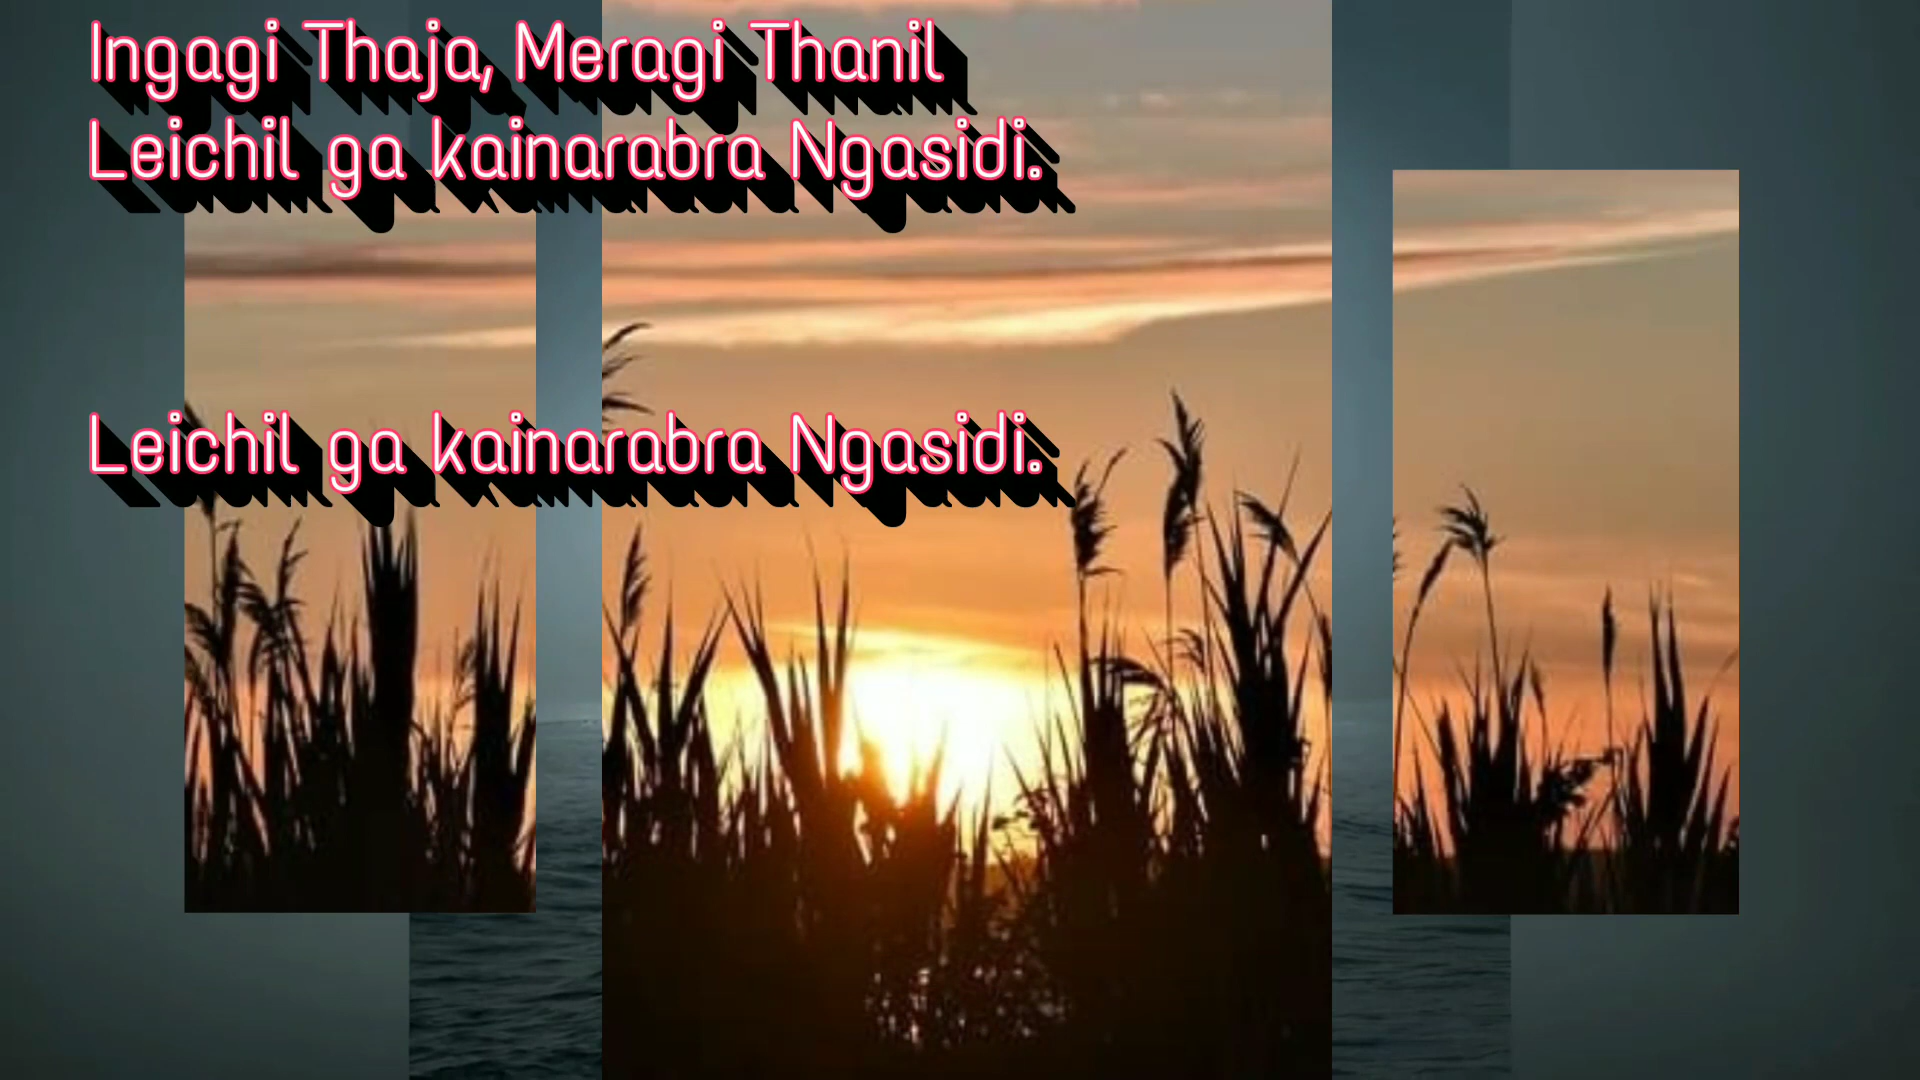 Ingagi Thaja, Meragi Thanil
Leichil ga kainarabra Ngasidi.
Leichil ga kainarabra Ngasidi.